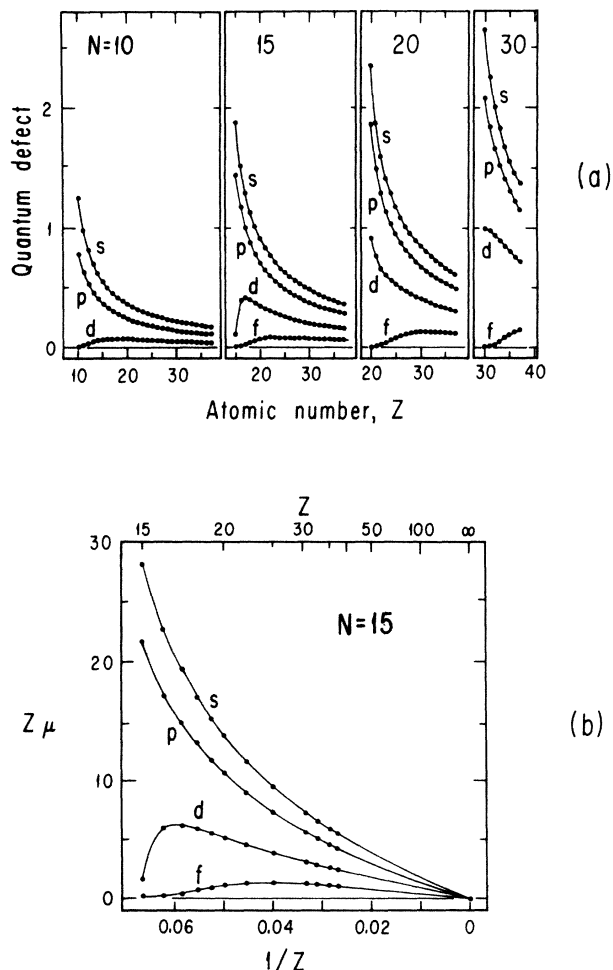 N=10
15
20
30
Quantum defect
2
1
0
s
p
d
s
p
d
f
s
p
d
f
s
p
d
f
(a)
10 20 30
20 30
20 30
30 40
Atomic number, Z
Z
15 20 30 50 100 ∞
30
20
10
0
Zμ
N=15
s
p
d
f
(b)
0.06 0.04 0.02 0
1/Z